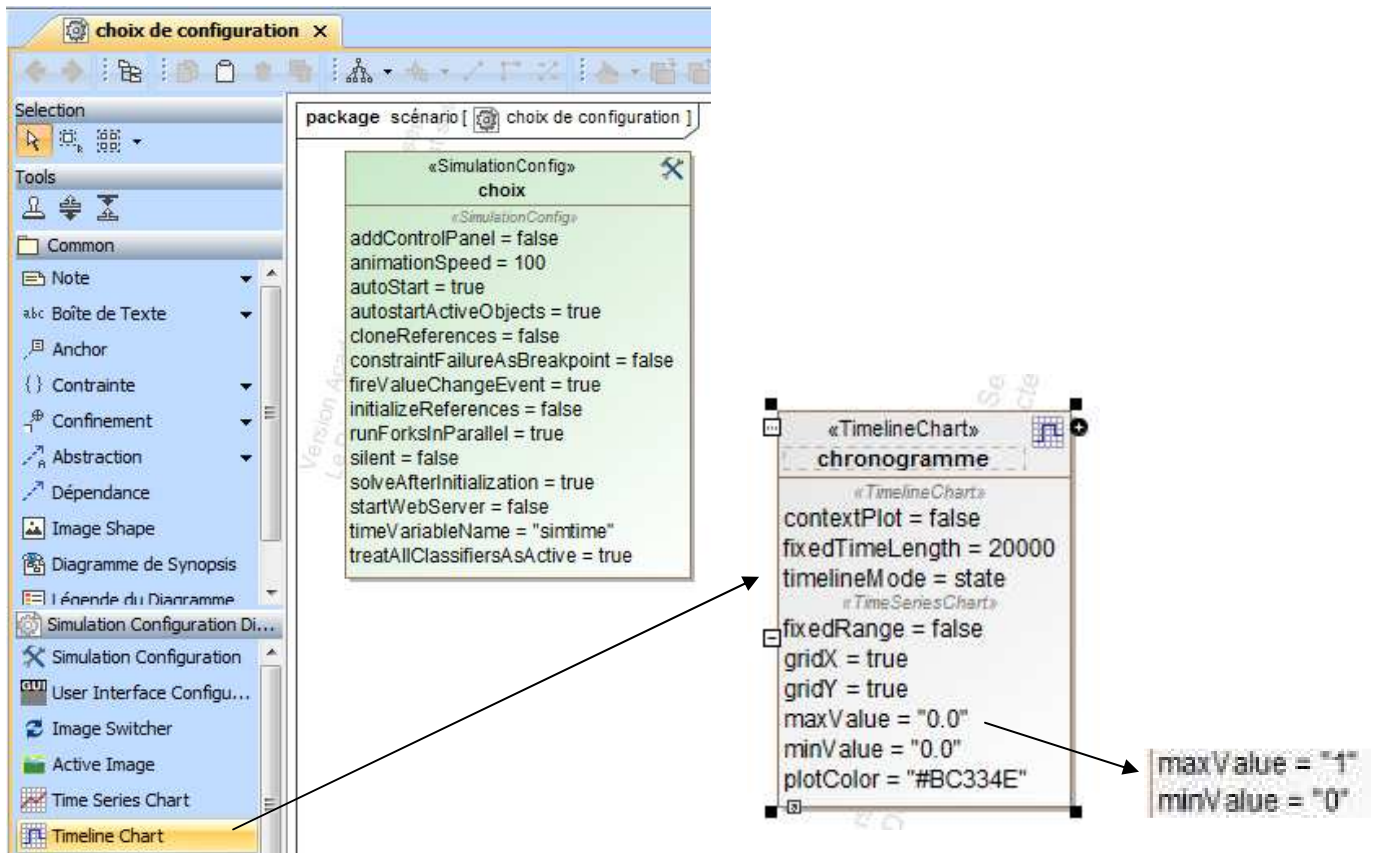 choix de configuration X
Selection
Tools
Common
Note
abc Boîte de Texte
Anchor
{} Contrainte
Confinement
Abstraction
Dépendance
Image Shape
Diagramme de Synopsis
Légende du Diagramme
Simulation Configuration Di...
Simulation Configuration
GUI User Interface Configu...
Image Switcher
Active Image
Time Series Chart
Timeline Chart
package scénario [ choix de configuration ]
«SimulationConfig»
choix
«SimulationConfig»
addControlPanel = false
animationSpeed = 100
autoStart = true
autostartActiveObjects = true
cloneReferences = false
constraintFailureAsBreakpoint = false
fireValueChangeEvent = true
initializeReferences = false
runForksInParallel = true
silent = false
solveAfterInitialization = true
startWebServer = false
timeVariableName = "simtime"
treatAllClassifiersAsActive = true
«TimelineChart»
chronogramme
«TimelineChart»
contextPlot = false
fixedTimeLength = 20000
timelineMode = state
«TimeSeriesChart»
fixedRange = false
gridX = true
gridY = true
maxValue = "0.0"
minValue = "0.0"
plotColor = "#BC334E"
maxValue = "1"
minValue = "0"